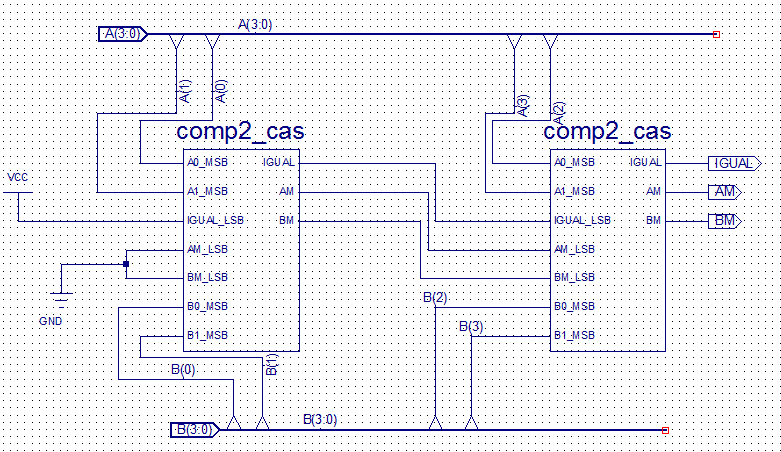 A(3:0)
A(3:0)
A(1)
A(0)
A(3)
A(2)
comp2_cas
comp2_cas
VCC
A0_MSB
IGUAL
A1_MSB
AM
IGUAL_LSB
BM
AM_LSB
BM_LSB
B0_MSB
B1_MSB
GND
A0_MSB
IGUAL
IGUAL
A1_MSB
AM
AM
IGUAL_LSB
BM
BM
AM_LSB
BM_LSB
B0_MSB
B1_MSB
B(2)
B(3)
B(0)
B(1)
B(3:0)
B(3:0)